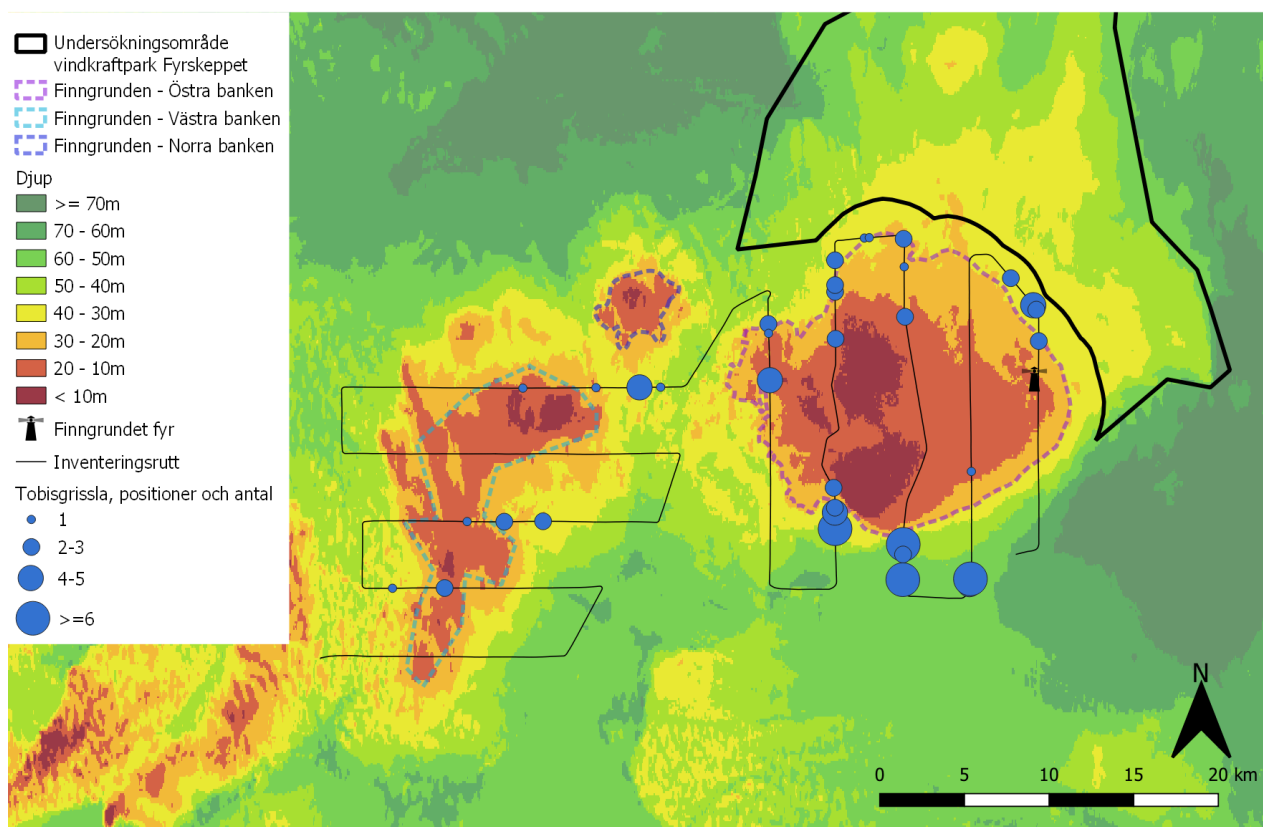 Undersökningsområde
vindkraftpark Fyrskeppet
Finngrunden - Östra banken
Finngrunden - Västra banken
Finngrunden - Norra banken
Djup
>= 70m
70 - 60m
60 - 50m
50 - 40m
40 - 30m
30 - 20m
20 - 10m
< 10m
Finngrundet fyr
Inventeringsrutt
Tobisgrissla, positioner och antal
1
2-3
4-5
>=6
N
0 5 10 15 20 km